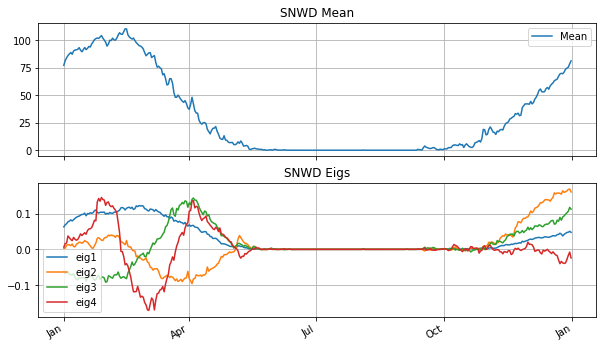 SNWD Mean
100
75
50
25
0
Mean
SNWD Eigs
0.1
0.0
−0.1
eig1
eig2
eig3
eig4
Jan
Apr
Jul
Oct
Jan